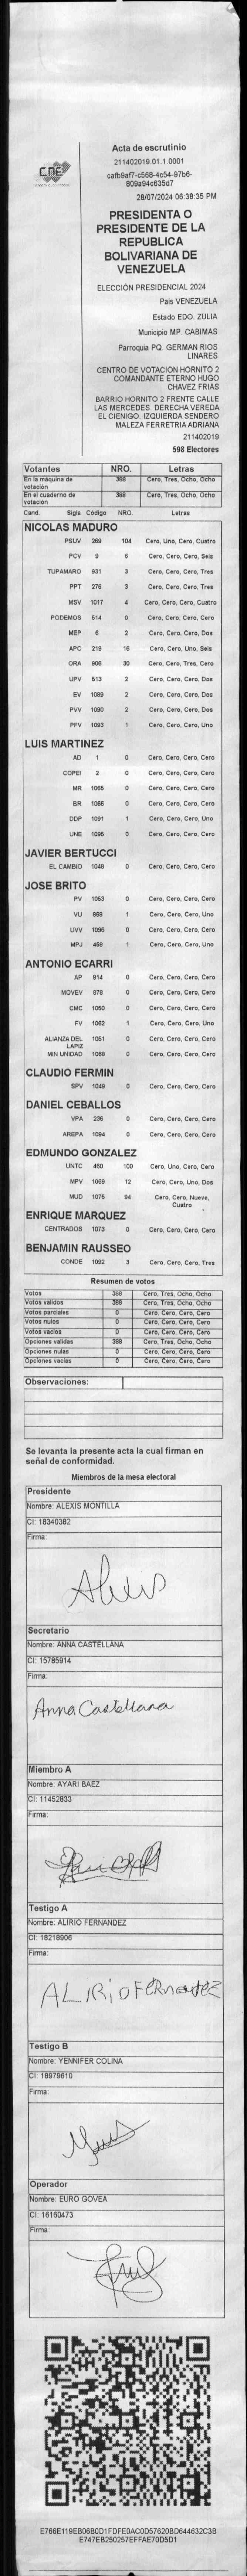 CNE
Acta de escrutinio
211402019.01.1.0001
cafb9af7-c568-4c54-97b6-
809a94c635d7
28/07/2024 06:38:35 PM
PRESIDENTA O
PRESIDENTE DE LA
REPUBLICA
BOLIVARIANA DE
VENEZUELA
ELECCIÓN PRESIDENCIAL 2024
Pais VENEZUELA
Estado EDO. ZULIA
Municipio MP. CABIMAS
Parroquia PQ. GERMAN RIOS
LINARES
CENTRO DE VOTACION HORNITO 2
COMANDANTE ETERNO HUGO
CHAVEZ FRIAS
BARRIO HORNITO 2 FRENTE CALLE
LAS MERCEDES. DERECHA VEREDA
EL CIENIGO. IZQUIERDA SENDERO
MALEZA FERRETRIA ADRIANA
211402019
598 Electores
Votantes NRO. Letras
En la máquina de votación 388 Cero, Tres, Ocho, Ocho
En el cuaderno de votación 388 Cero, Tres, Ocho, Ocho
Cand. Sigla Código NRO. Letras
NICOLAS MADURO
PSUV 269 104 Cero, Uno, Cero, Cuatro
PCV 9 6 Cero, Cero, Cero, Seis
TUPAMARO 931 3 Cero, Cero, Cero, Tres
PPT 276 3 Cero, Cero, Cero, Tres
MSV 1017 4 Cero, Cero, Cero, Cuatro
PODEMOS 514 0 Cero, Cero, Cero, Cero
MEP 6 2 Cero, Cero, Cero, Dos
APC 219 16 Cero, Cero, Uno, Seis
ORA 906 30 Cero, Cero, Tres, Cero
UPV 513 2 Cero, Cero, Cero, Dos
EV 1089 2 Cero, Cero, Cero, Dos
PVV 1090 2 Cero, Cero, Cero, Dos
PFV 1093 1 Cero, Cero, Cero, Uno
LUIS MARTINEZ
AD 1 0 Cero, Cero, Cero, Cero
COPEI 2 0 Cero, Cero, Cero, Cero
MR 1065 0 Cero, Cero, Cero, Cero
BR 1066 0 Cero, Cero, Cero, Cero
DDP 1091 1 Cero, Cero, Cero, Uno
UNE 1095 0 Cero, Cero, Cero, Cero
JAVIER BERTUCCI
EL CAMBIO 1048 0 Cero, Cero, Cero, Cero
JOSE BRITO
PV 1053 0 Cero, Cero, Cero, Cero
VU 868 1 Cero, Cero, Cero, Uno
UVV 1096 0 Cero, Cero, Cero, Cero
MPJ 458 1 Cero, Cero, Cero, Uno
ANTONIO ECARRI
AP 914 0 Cero, Cero, Cero, Cero
MOVEV 878 0 Cero, Cero, Cero, Cero
CMC 1050 0 Cero, Cero, Cero, Cero
FV 1052 1 Cero, Cero, Cero, Uno
ALIANZA DEL LAPIZ 1051 0 Cero, Cero, Cero, Cero
MIN UNIDAD 1069 0 Cero, Cero, Cero, Cero
CLAUDIO FERMIN
SPV 1049 0 Cero, Cero, Cero, Cero
DANIEL CEBALLOS
VPA 236 0 Cero, Cero, Cero, Cero
AREPA 1094 0 Cero, Cero, Cero, Cero
EDMUNDO GONZALEZ
UNTC 460 100 Cero, Uno, Cero, Cero
MPV 1069 12 Cero, Cero, Uno, Dos
MUD 1075 94 Cero, Cero, Nueve, Cuatro
ENRIQUE MARQUEZ
CENTRADOS 1073 0 Cero, Cero, Cero, Cero
BENJAMIN RAUSSEO
CONDE 1092 3 Cero, Cero, Cero, Tres
Resumen de votos
Votos 388 Cero, Tres, Ocho, Ocho
Votos validos 388 Cero, Tres, Ocho, Ocho
Votos parciales 0 Cero, Cero, Cero, Cero
Votos nulos 0 Cero, Cero, Cero, Cero
Votos vacíos 0 Cero, Cero, Cero, Cero
Opciones validas 388 Cero, Tres, Ocho, Ocho
Opciones nulas 0 Cero, Cero, Cero, Cero
Opciones vacías 0 Cero, Cero, Cero, Cero
Observaciones:
Se levanta la presente acta la cual firman en
señal de conformidad.
Miembros de la mesa electoral
Presidente
Nombre: ALEXIS MONTILLA
CI: 18340382
Firma:
Alexis
Secretario
Nombre: ANNA CASTELLANA
CI: 15785914
Firma:
Anna Castellana
Miembro A
Nombre: AYARI BAEZ
CI: 11452833
Firma:
Testigo A
Nombre: ALIRIO FERNANDEZ
CI: 18218906
Firma:
ALIRIO FERNANDEZ
Testigo B
Nombre: YENNIFER COLINA
CI: 18979610
Firma:
Operador
Nombre: EURO GOVEA
CI: 16160473
Firma:
E766E119EB06B0D1FDFE0AC0D57620BD644632C3B
E747EB250257EFFAE70D5D1